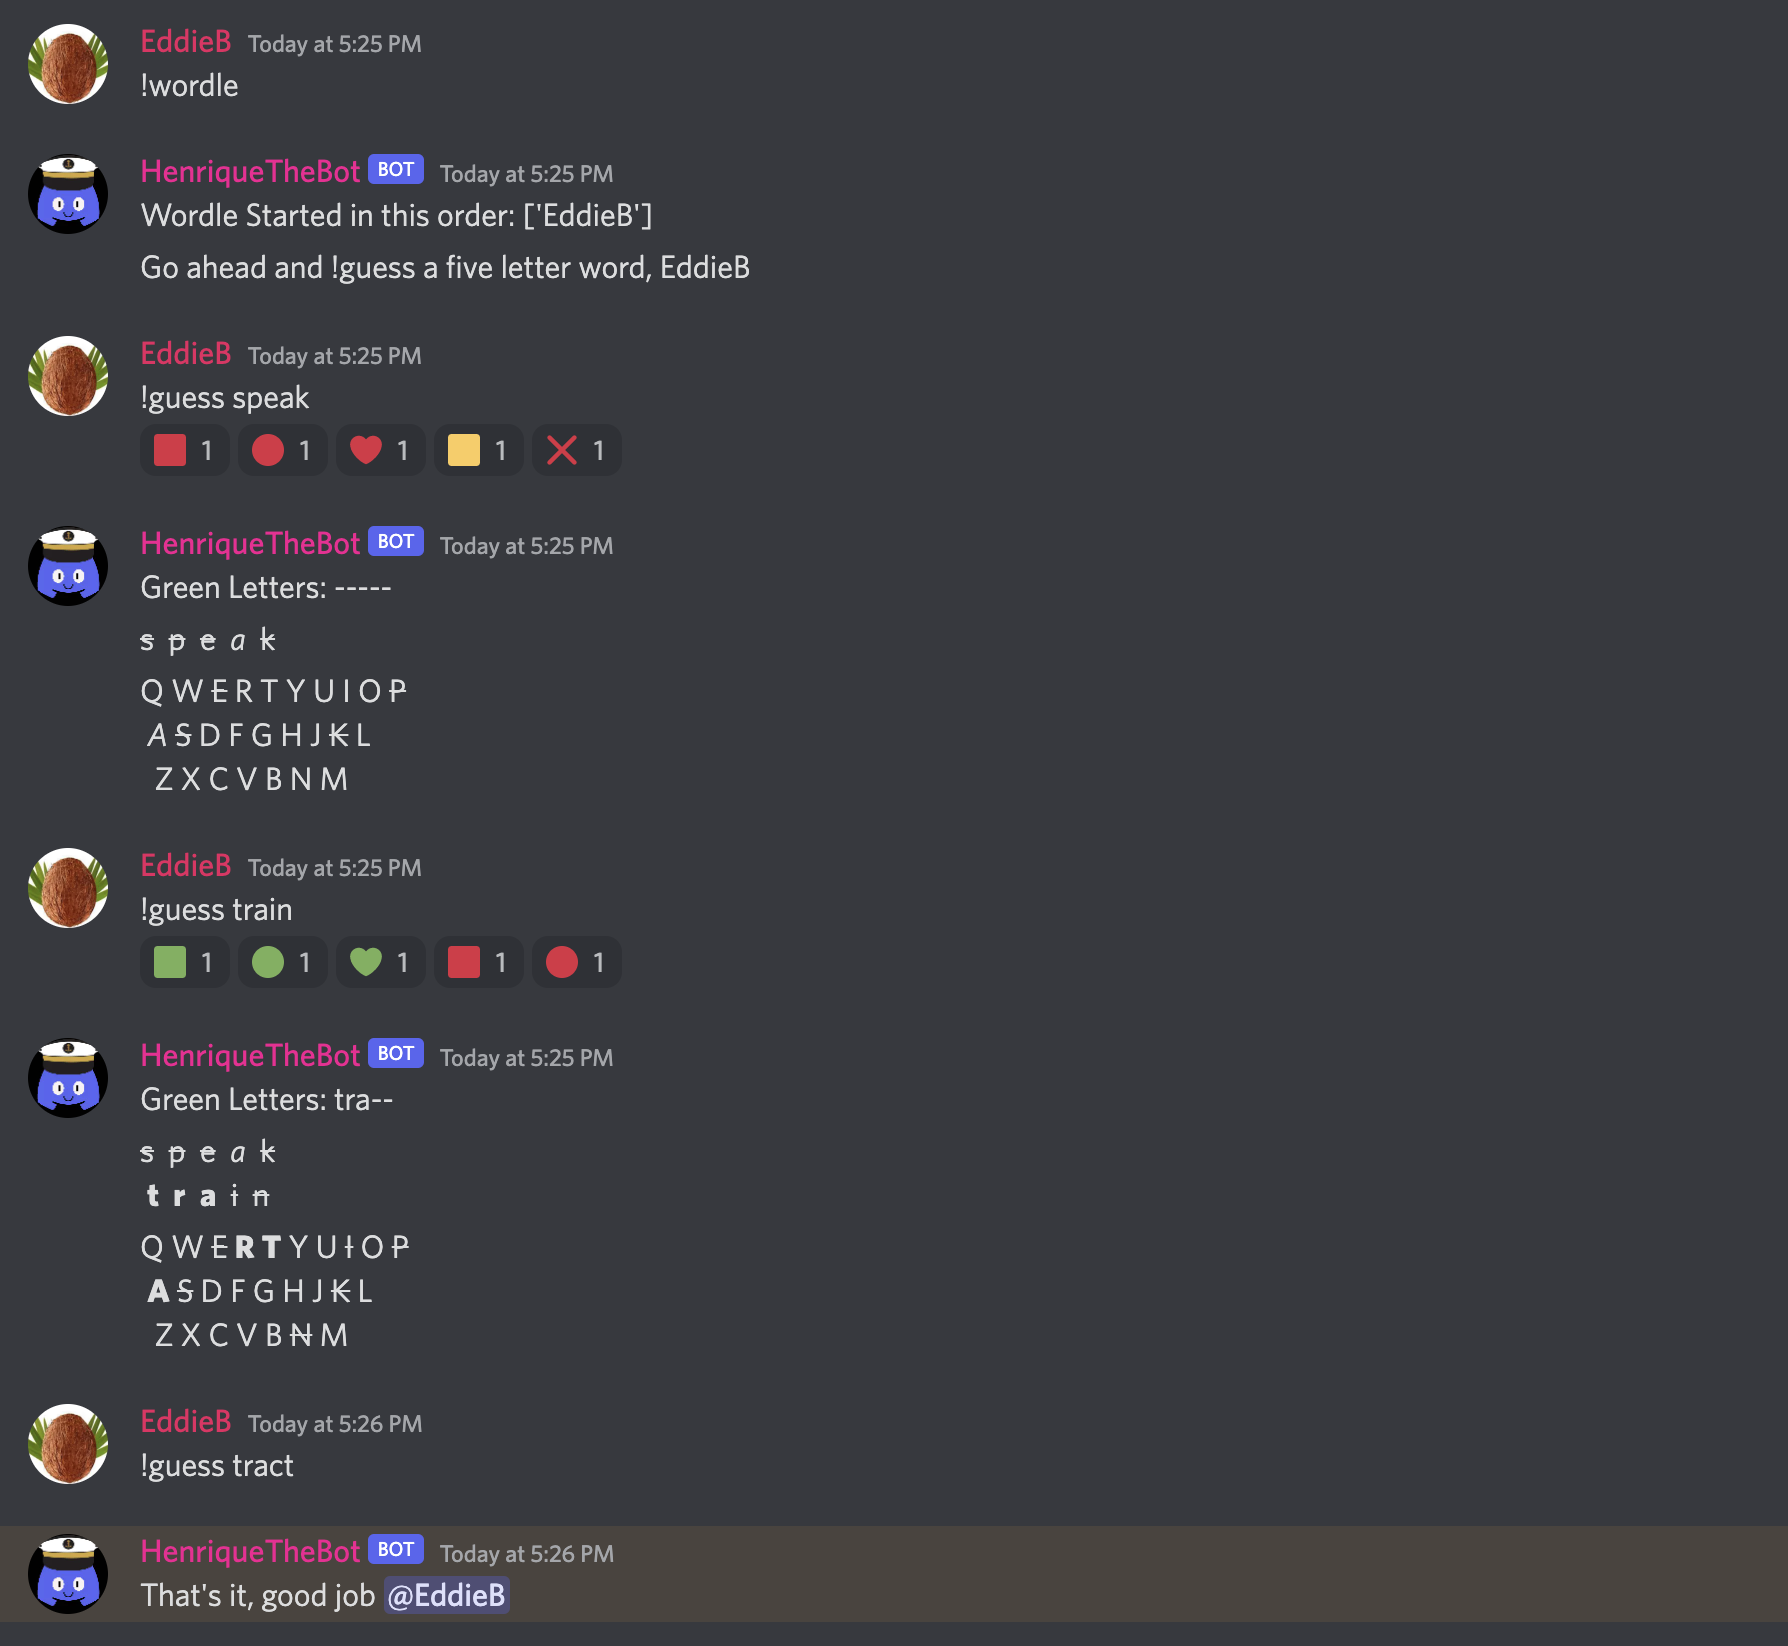 EddieB Today at 5:25 PM
!wordle
HenriqueTheBot BOT Today at 5:25 PM
Wordle Started in this order: ['EddieB']
Go ahead and !guess a five letter word, EddieB
EddieB Today at 5:25 PM
!guess speak
1 1 1 1 1
HenriqueTheBot BOT Today at 5:25 PM
Green Letters: -----
s p e a k
Q W E R T Y U I O P
A S D F G H J K L
Z X C V B N M
EddieB Today at 5:25 PM
!guess train
1 1 1 1 1
HenriqueTheBot BOT Today at 5:25 PM
Green Letters: tra--
s p e a k
t r a i n
Q W E R T Y U I O P
A S D F G H J K L
Z X C V B N M
EddieB Today at 5:26 PM
!guess tract
HenriqueTheBot BOT Today at 5:26 PM
That's it, good job @EddieB